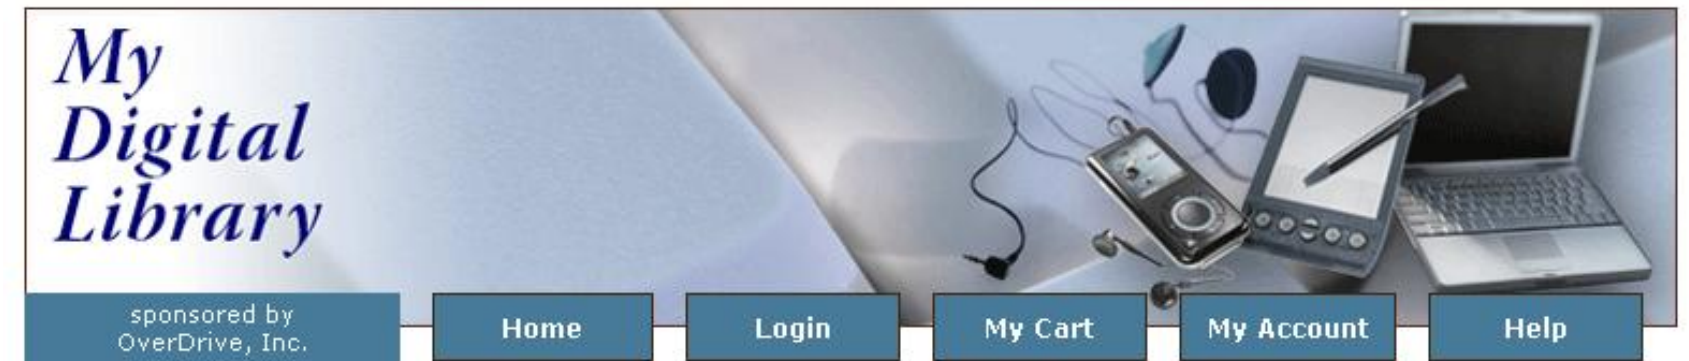 My
Digital
Library
sponsored by
OverDrive, Inc.
Home
Login
My Cart
My Account
Help